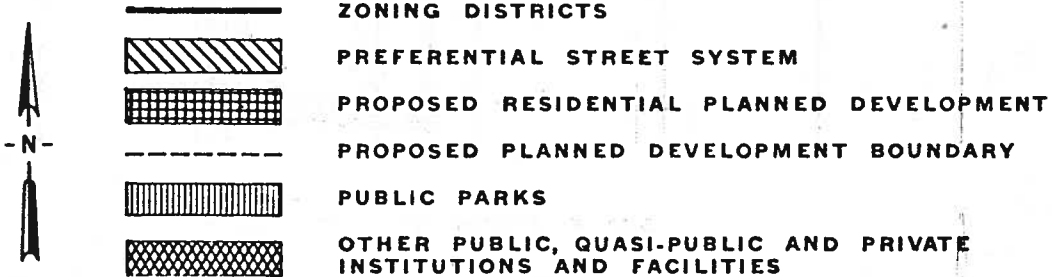 ZONING DISTRICTS
PREFERENTIAL STREET SYSTEM
PROPOSED RESIDENTIAL PLANNED DEVELOPMENT
-N-
PROPOSED PLANNED DEVELOPMENT BOUNDARY
PUBLIC PARKS
OTHER PUBLIC, QUASI-PUBLIC AND PRIVATE
INSTITUTIONS AND FACILITIES